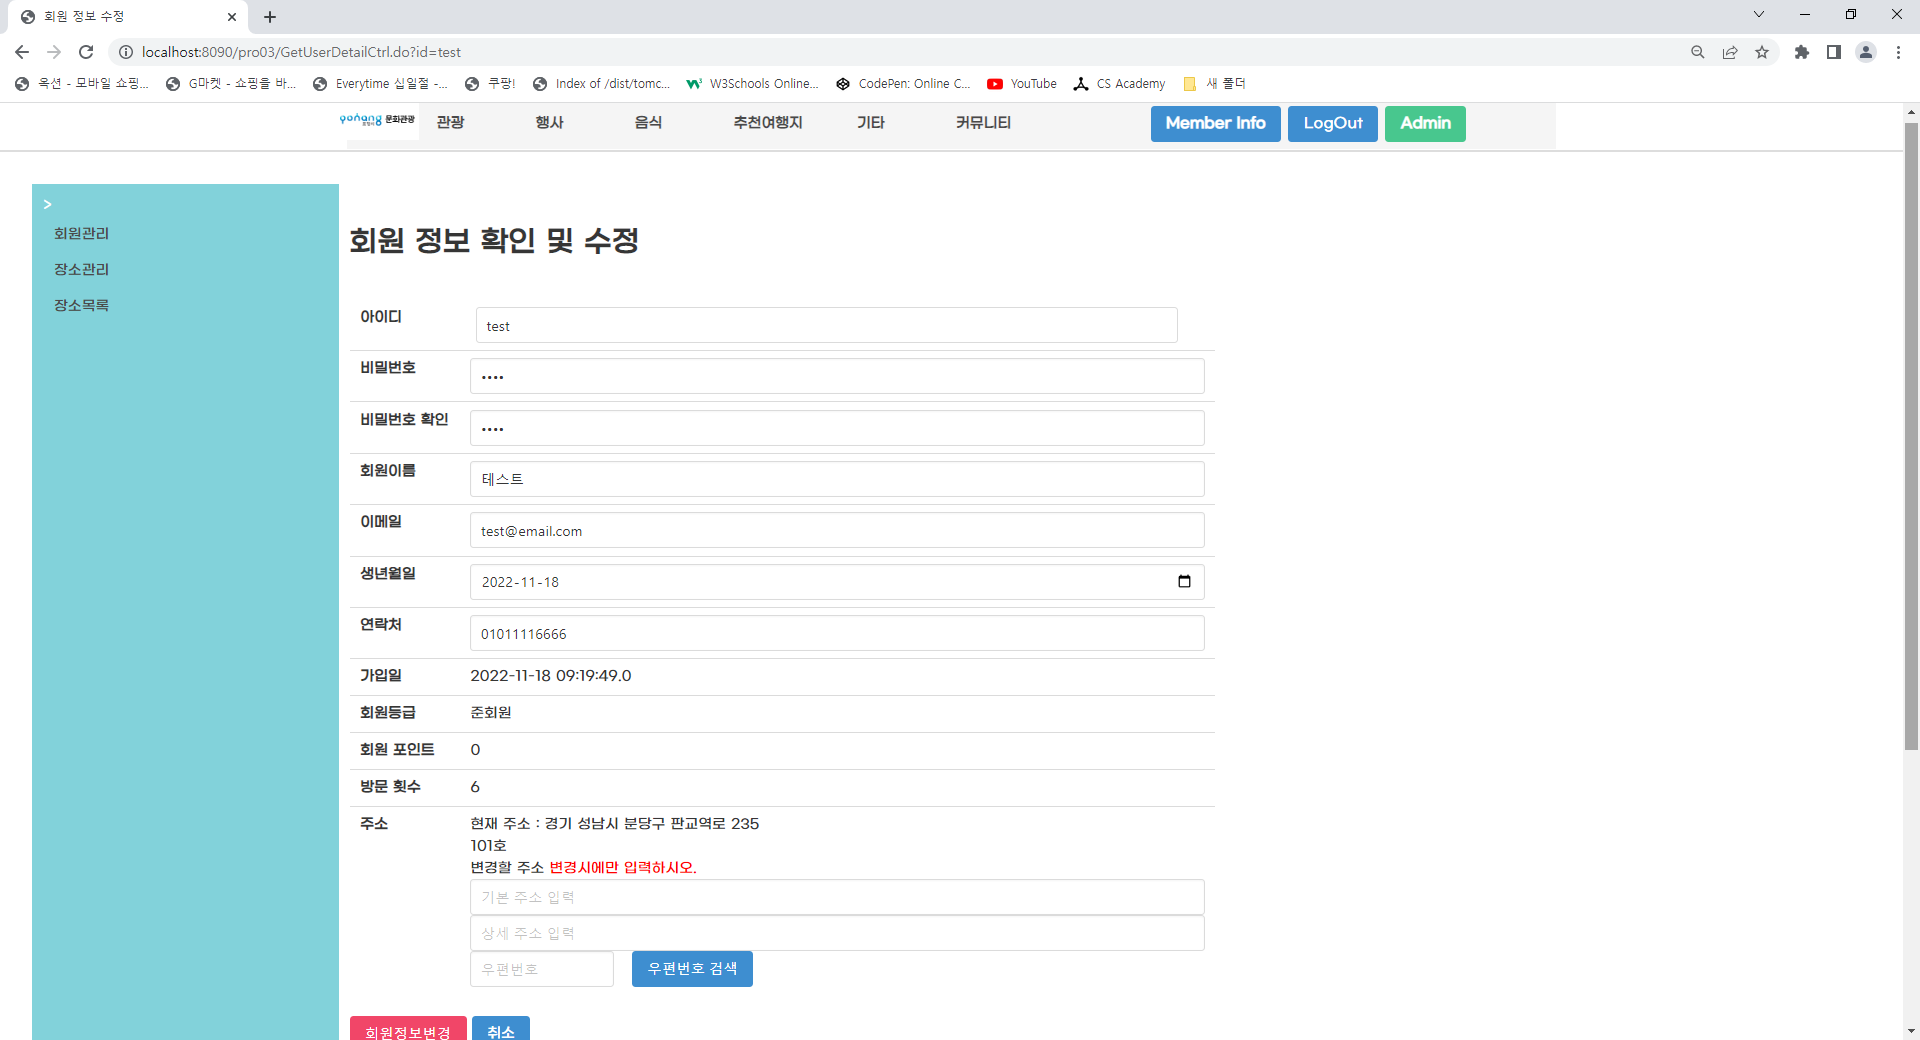 회원 정보 수정
localhost:8090/pro03/GetUserDetailCtrl.do?id=test
옥션 - 모바일 쇼핑...
G마켓 - 쇼핑을 바...
Everytime 십일절 -...
쿠팡!
Index of /dist/tomc...
W3Schools Online...
CodePen: Online C...
YouTube
CS Academy
새 폴더
문화관광
관광
행사
음식
추천여행지
기타
커뮤니티
Member Info
LogOut
Admin
>
회원관리
장소관리
장소목록
회원 정보 확인 및 수정
아이디
test
비밀번호
••••
비밀번호 확인
••••
회원이름
테스트
이메일
test@email.com
생년월일
2022-11-18
연락처
01011116666
가입일
2022-11-18 09:19:49.0
회원등급
준회원
회원 포인트
0
방문 횟수
6
주소
현재 주소 : 경기 성남시 분당구 판교역로 235
101호
변경할 주소 변경시에만 입력하시오.
기본 주소 입력
상세 주소 입력
우편번호
우편번호 검색
회원정보변경
취소